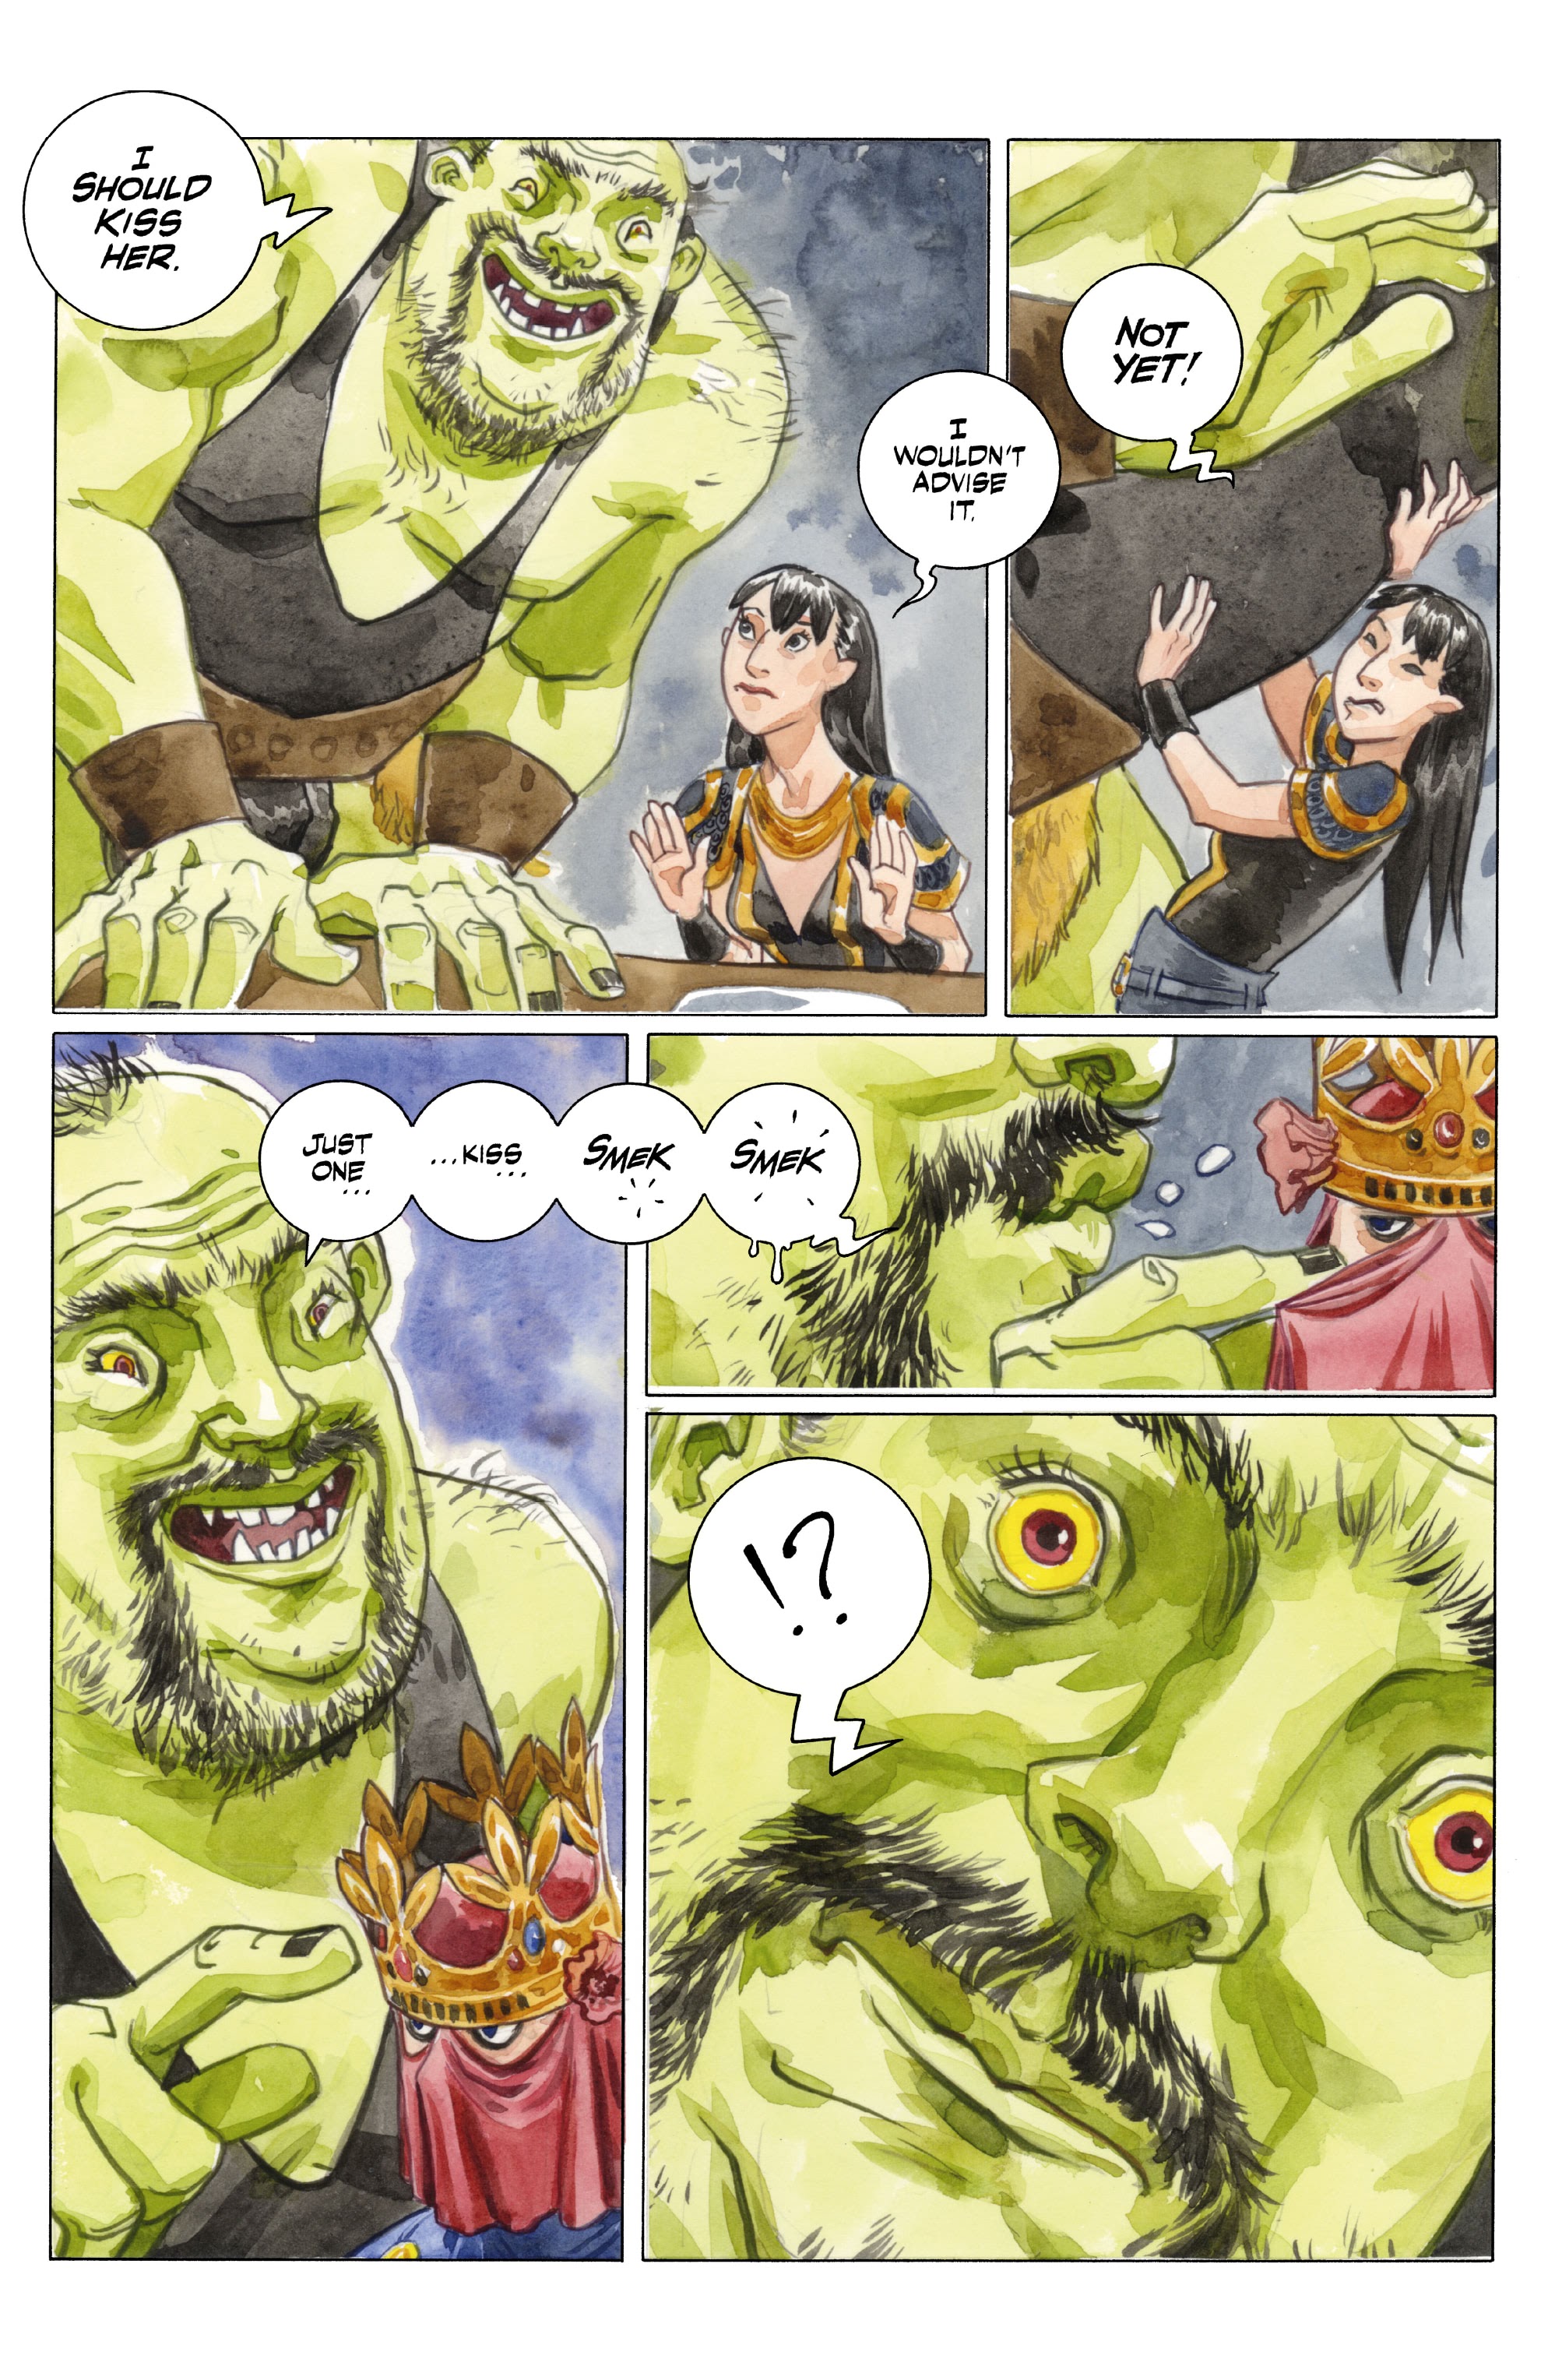 I
SHOULD
KISS
HER.
I
WOULDN'T
ADVISE
IT.
NOT
YET!
JUST
ONE...
...KISS
...
SMEK
SMEK
!?